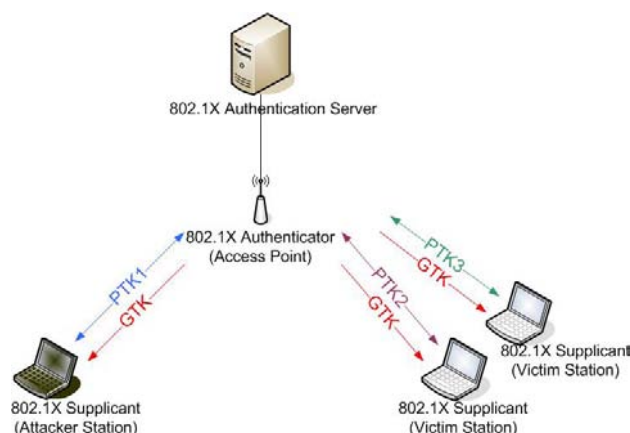 802.1X Authentication Server
802.1X Authenticator
(Access Point)
PTK1
GTK
PTK2
GTK
PTK3
GTK
802.1X Supplicant
(Victim Station)
802.1X Supplicant
(Attacker Station)
802.1X Supplicant
(Victim Station)